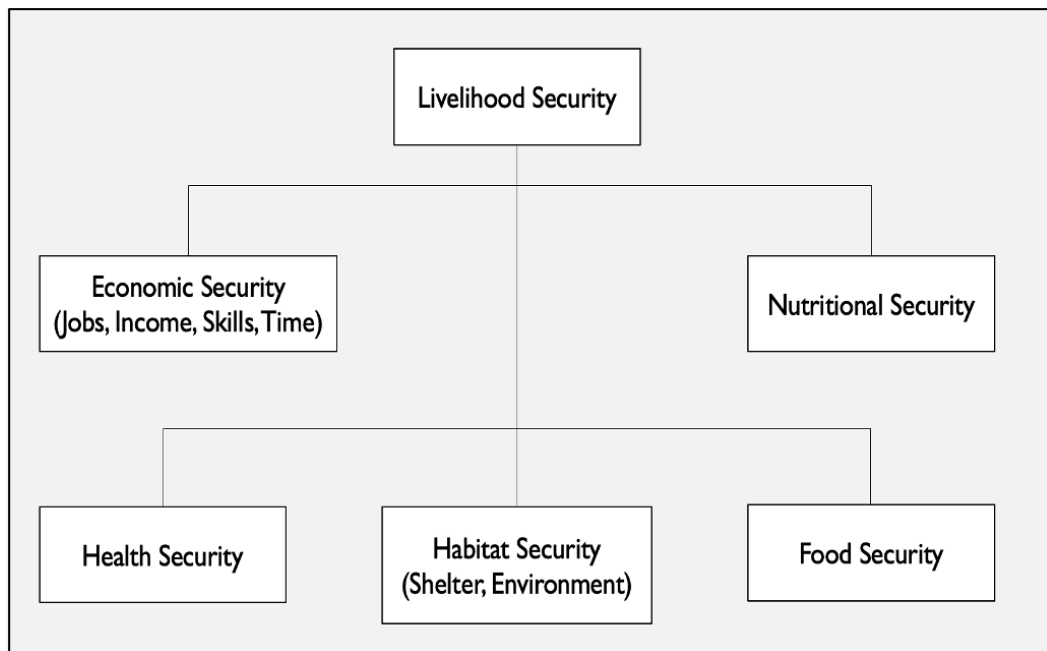 Livelihood Security
Economic Security
(Jobs, Income, Skills, Time)
Nutritional Security
Health Security
Habitat Security
(Shelter, Environment)
Food Security